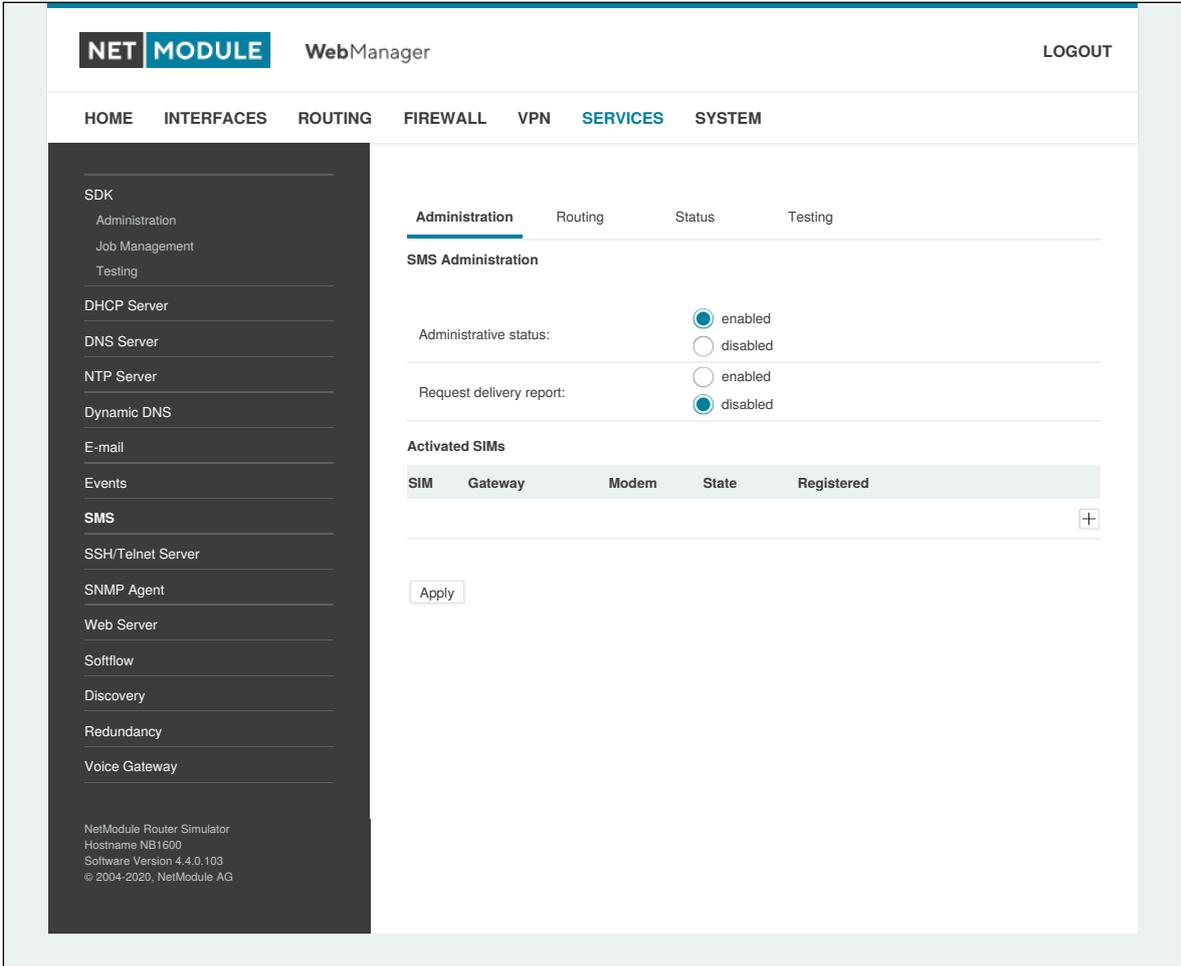 NET MODULE WebManager
LOGOUT
HOME INTERFACES ROUTING FIREWALL VPN SERVICES SYSTEM
SDK
Administration
Job Management
Testing
DHCP Server
DNS Server
NTP Server
Dynamic DNS
E-mail
Events
SMS
SSH/Telnet Server
SNMP Agent
Web Server
Softflow
Discovery
Redundancy
Voice Gateway
NetModule Router Simulator
Hostname NB1600
Software Version 4.4.0.103
© 2004-2020, NetModule AG
Administration Routing Status Testing
SMS Administration
Administrative status:
enabled
disabled
Request delivery report:
enabled
disabled
Activated SIMs
SIM Gateway Modem State Registered
Apply